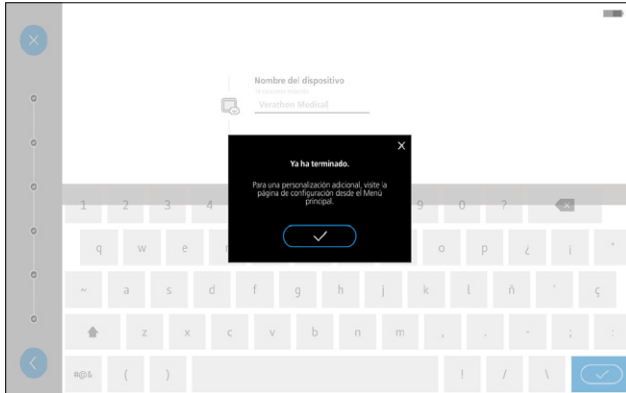 Nombre del dispositivo
Verathon Medical
Ya ha terminado.
Para una personalización adicional, visite la
página de configuración desde el Menú
principal.
1 2 3 4 9 0 ?
q w e o p ¿ ¡
a s d f g h j k l ñ ' ç
z x c v b n m , . - ; :
#@& ( ) ! / \